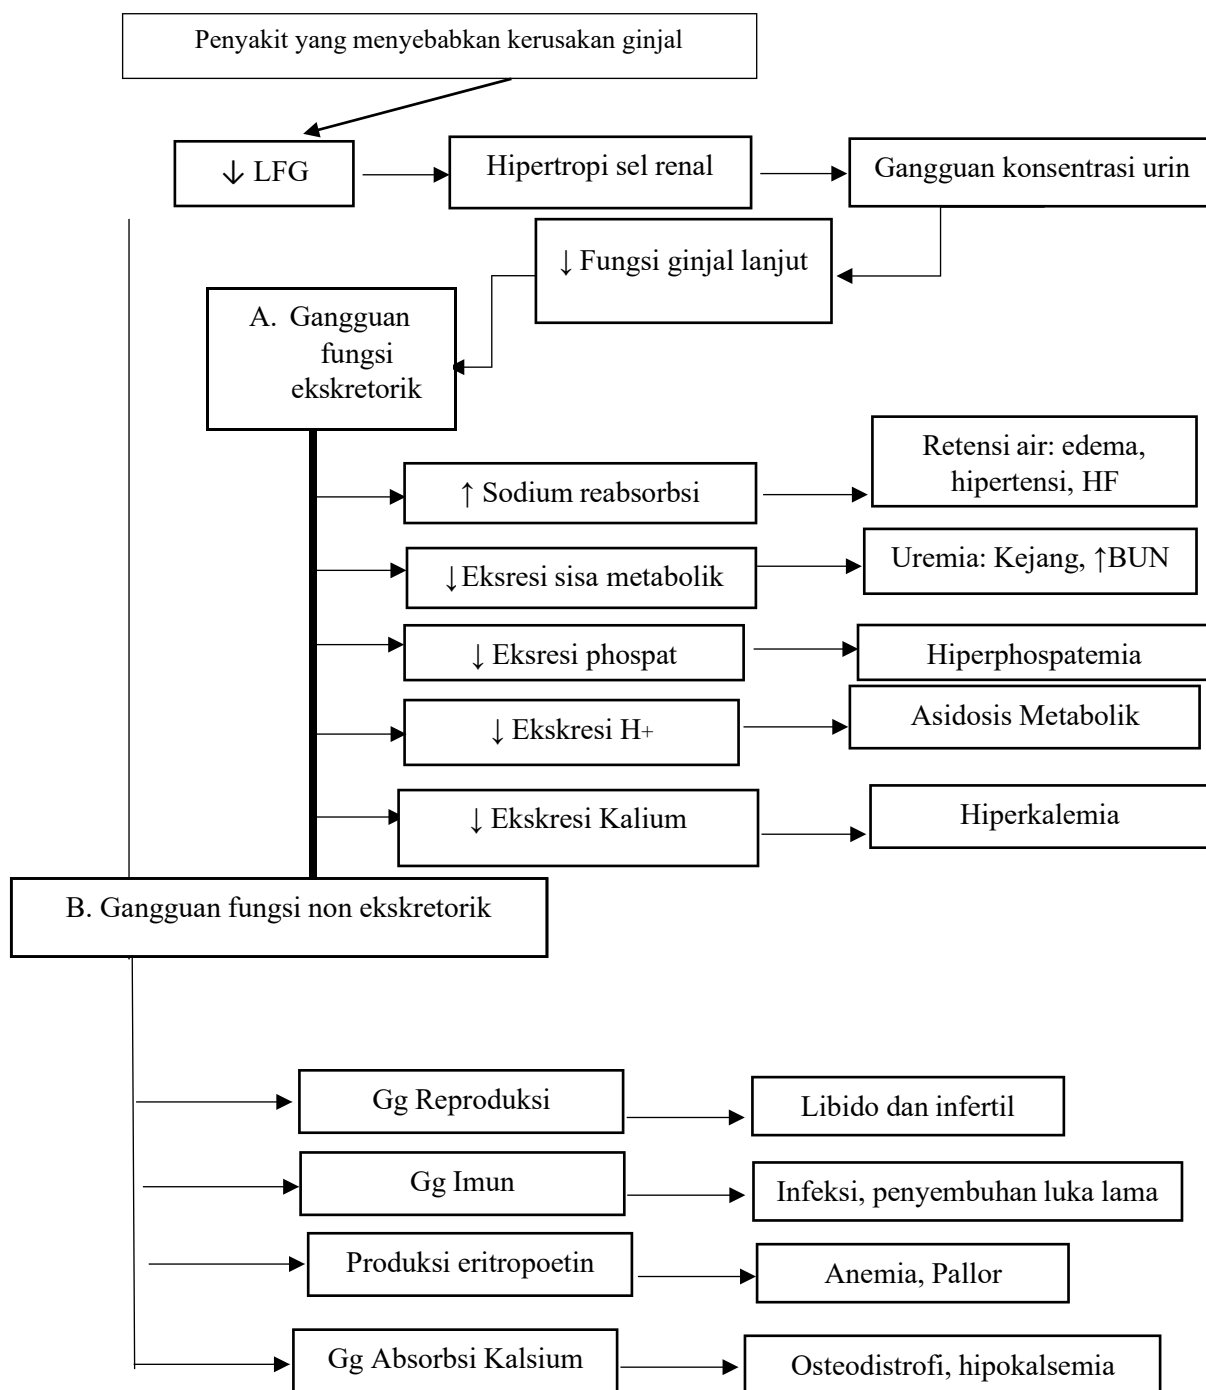 Penyakit yang menyebabkan kerusakan ginjal
↓ LFG
Hipertropi sel renal
Gangguan konsentrasi urin
↓ Fungsi ginjal lanjut
A. Gangguan
fungsi
ekskretorik
↑ Sodium reabsorbsi
Retensi air: edema,
hipertensi, HF
↓Eksresi sisa metabolik
Uremia: Kejang, ↑BUN
↓ Eksresi phospat
Hiperphospatemia
↓ Ekskresi H+
Asidosis Metabolik
↓ Ekskresi Kalium
Hiperkalemia
B. Gangguan fungsi non ekskretorik
Gg Reproduksi
Libido dan infertil
Gg Imun
Infeksi, penyembuhan luka lama
Produksi eritropoetin
Anemia, Pallor
Gg Absorbsi Kalsium
Osteodistrofi, hipokalsemia